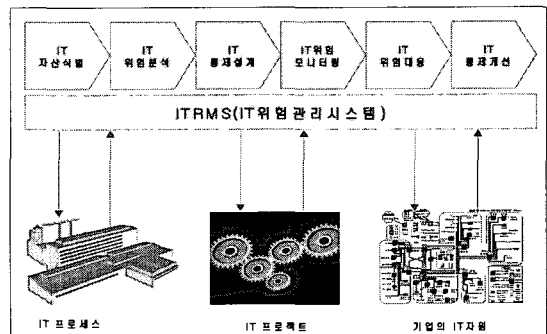 IT 자산식별
IT 위험분석
IT 통제설계
IT위험 모니터링
IT 위험대응
IT 통제개선
ITRMS(IT위험관리시스템)
IT 프로세스
IT 프로젝트
기업의 IT자원